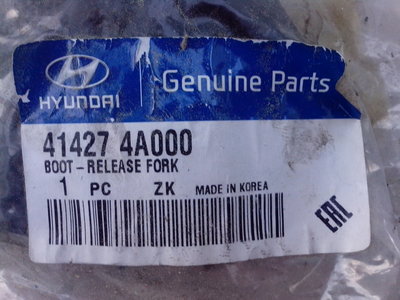 HYUNDAI
Genuine Parts
41427 4A000
BOOT-RELEASE FORK
1 PC ZK MADE IN KOREA
EAC